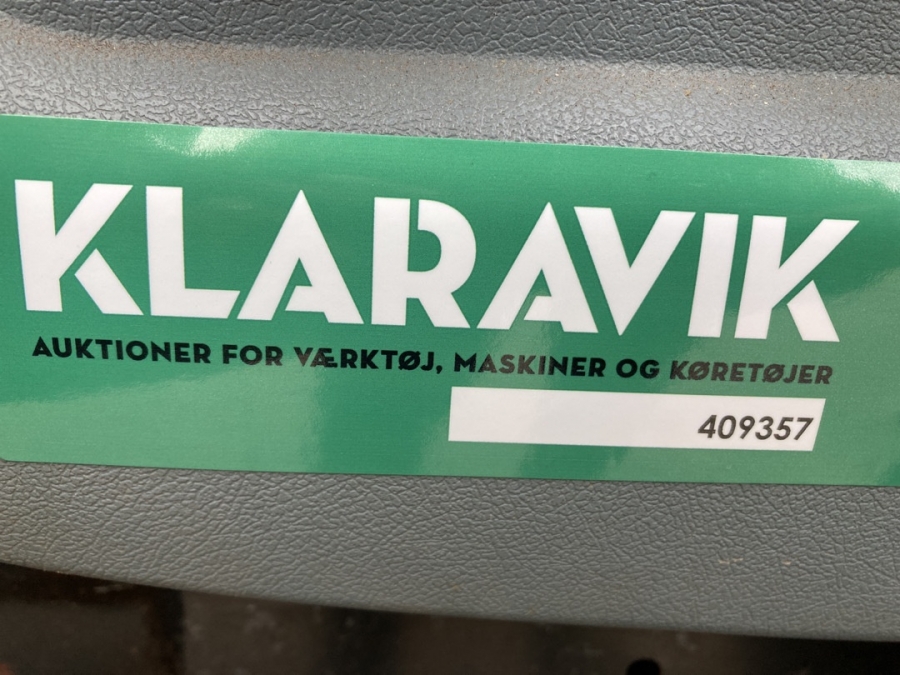 KLARAVIK
AUKTIONER FOR VÆRKTØJ, MASKINER OG KØRETØJER
409357